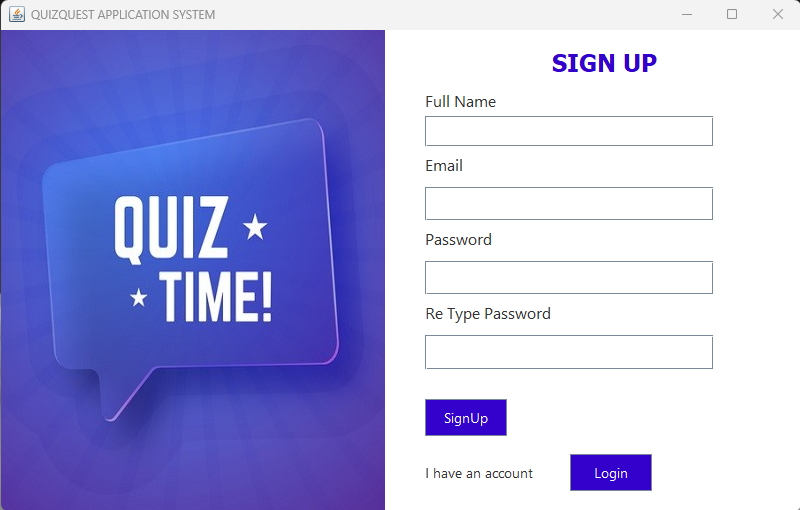 QUIZQUEST APPLICATION SYSTEM
QUIZ
TIME!
SIGN UP
Full Name
Email
Password
Re Type Password
SignUp
I have an account
Login